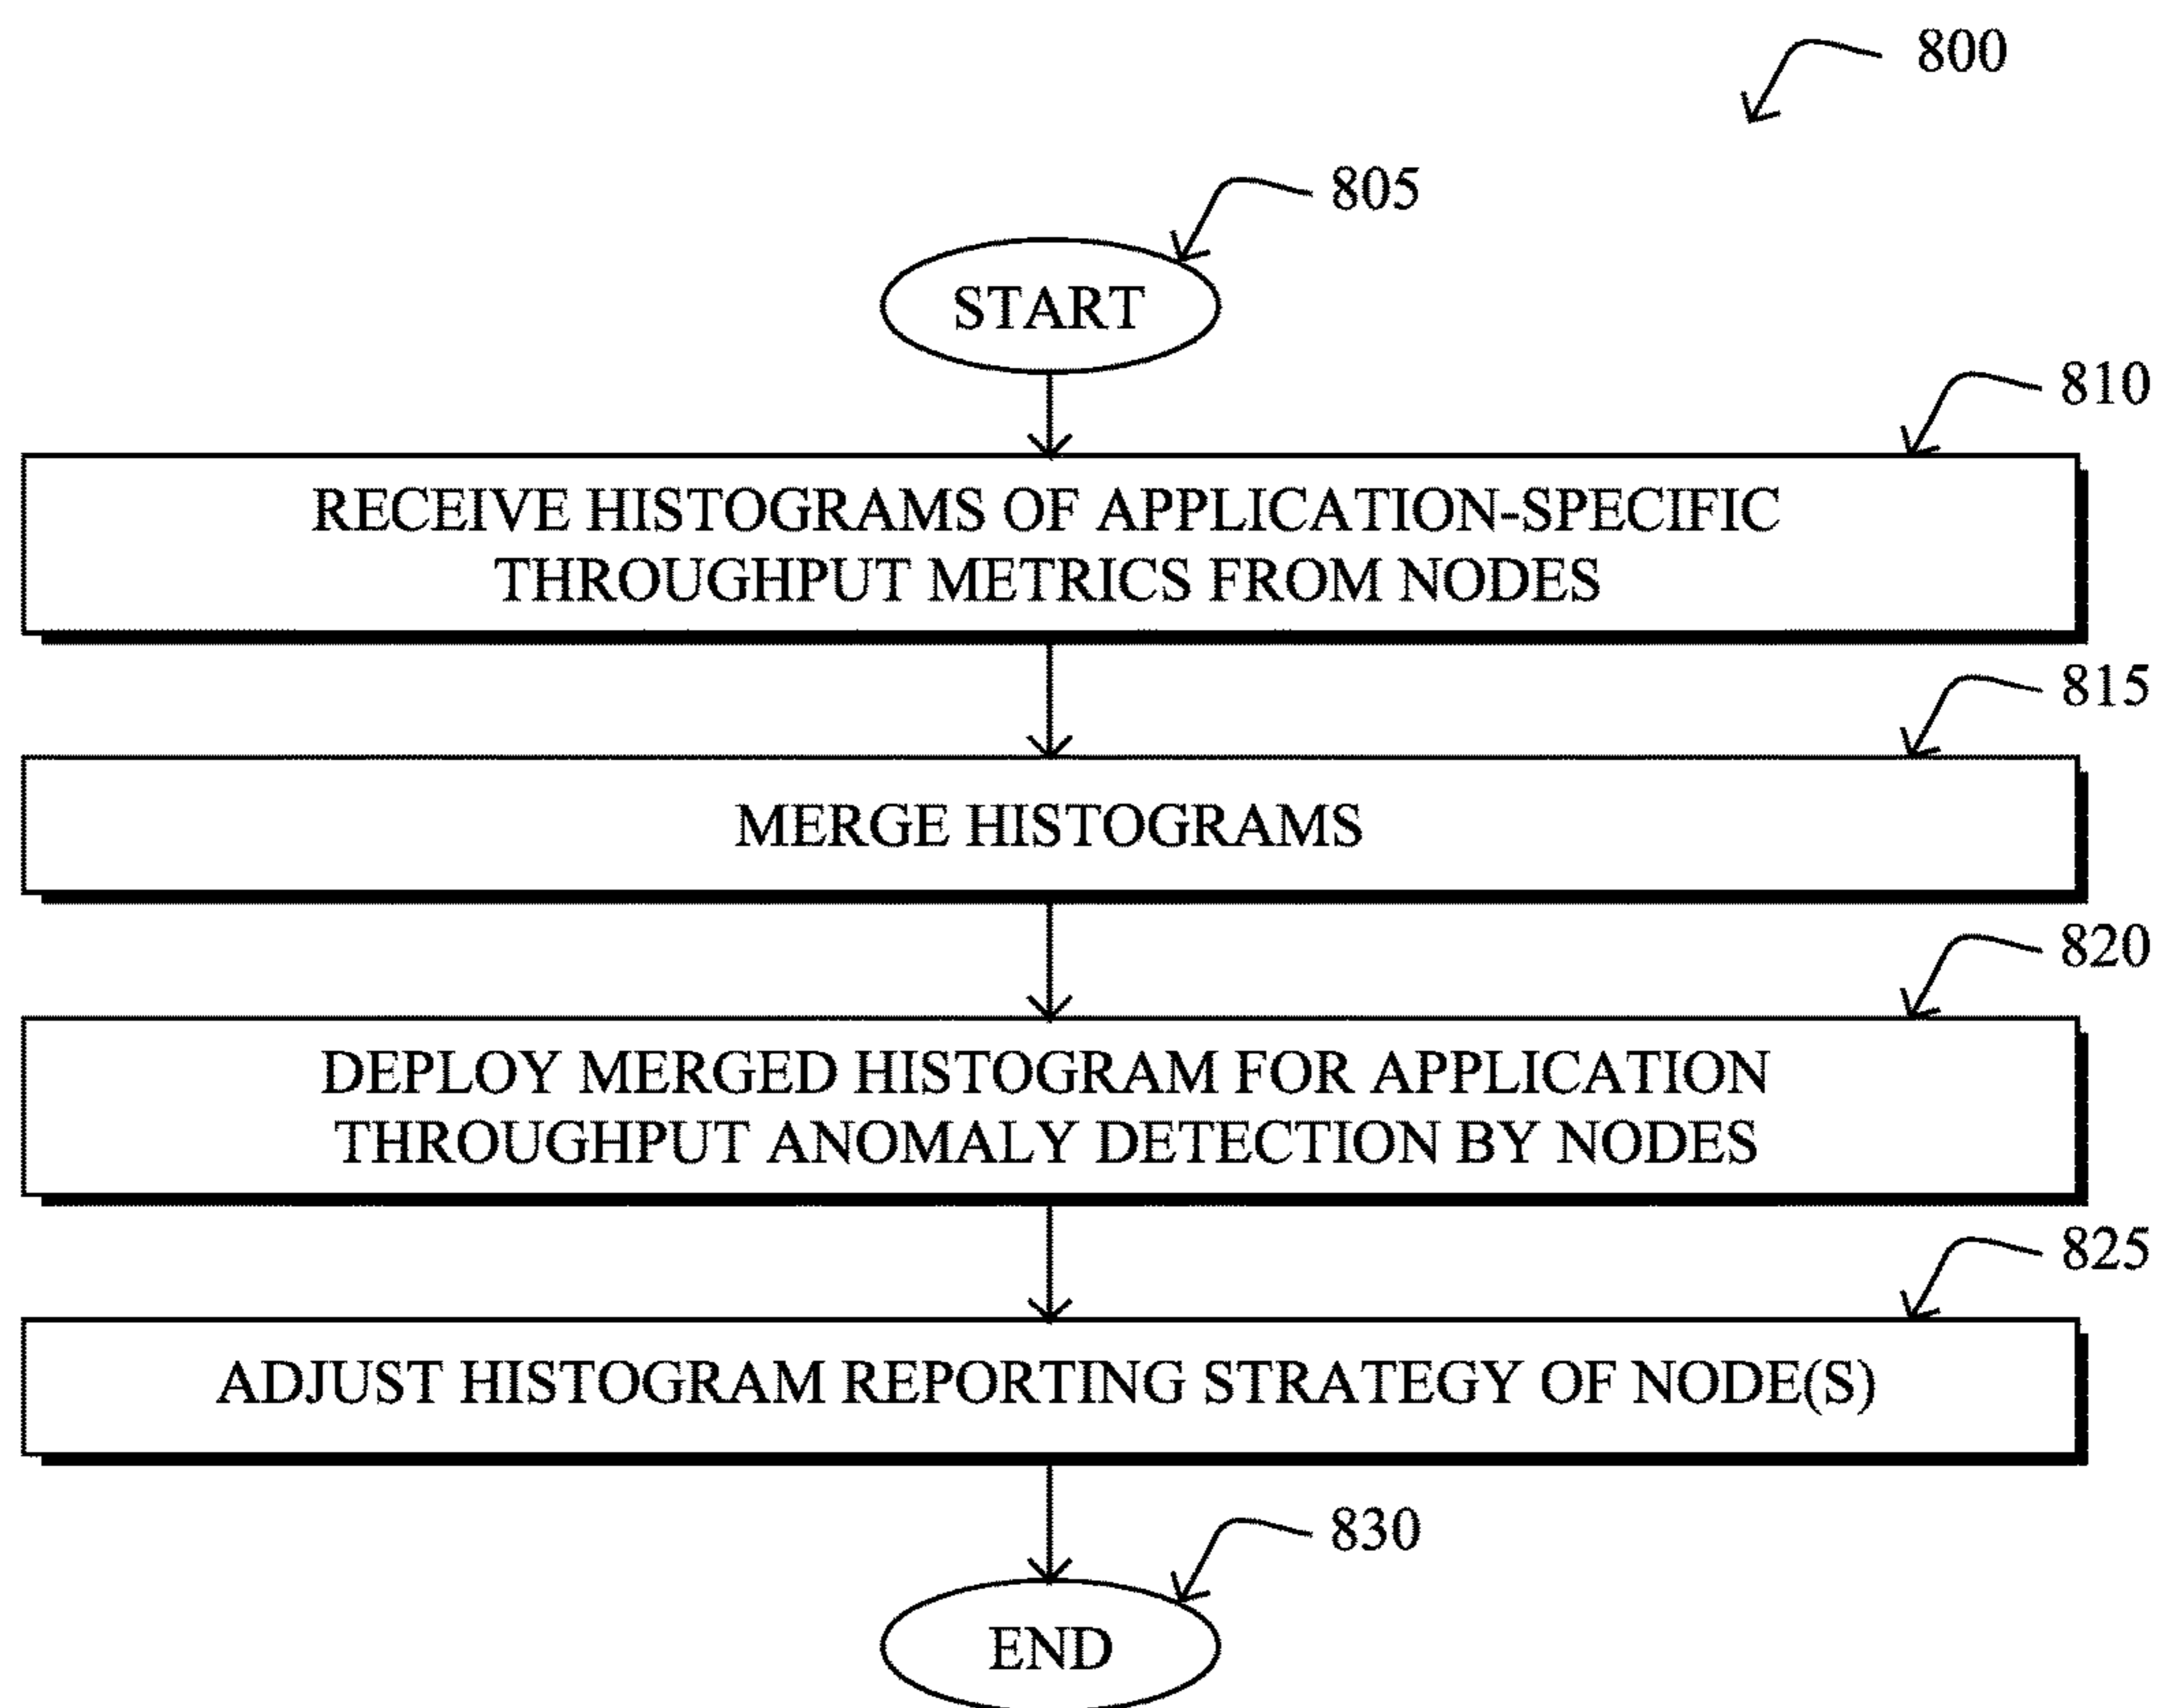 800
805
START
810
RECEIVE HISTOGRAMS OF APPLICATION-SPECIFIC
THROUGHPUT METRICS FROM NODES
815
MERGE HISTOGRAMS
820
DEPLOY MERGED HISTOGRAM FOR APPLICATION
THROUGHPUT ANOMALY DETECTION BY NODES
825
ADJUST HISTOGRAM REPORTING STRATEGY OF NODE(S)
830
END